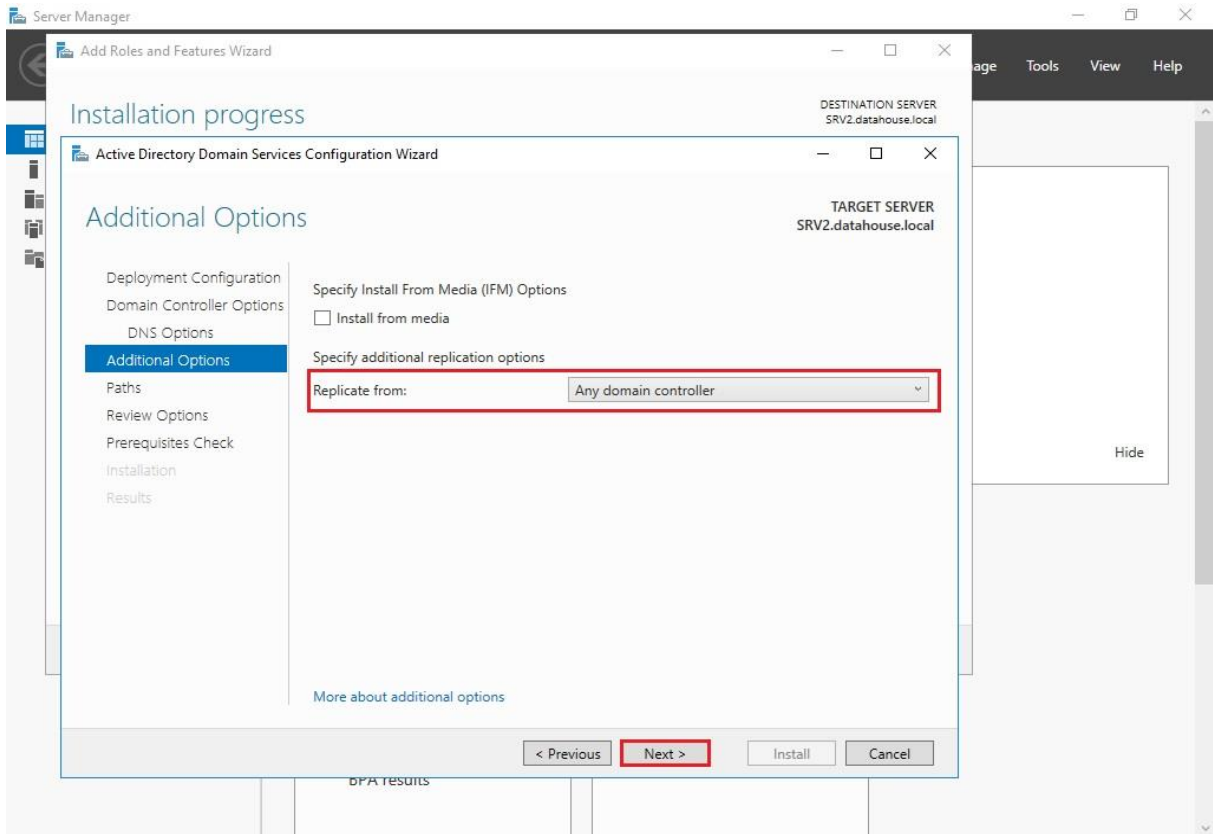 Server Manager
Add Roles and Features Wizard
age Tools View Help
Installation progress
DESTINATION SERVER
SRV2.datahouse.local
Active Directory Domain Services Configuration Wizard
Additional Options
TARGET SERVER
SRV2.datahouse.local
Deployment Configuration
Domain Controller Options
DNS Options
Additional Options
Paths
Review Options
Prerequisites Check
Installation
Results
Specify Install From Media (IFM) Options
Install from media
Specify additional replication options
Replicate from: Any domain controller
More about additional options
Hide
< Previous Next > Install Cancel
BPA results